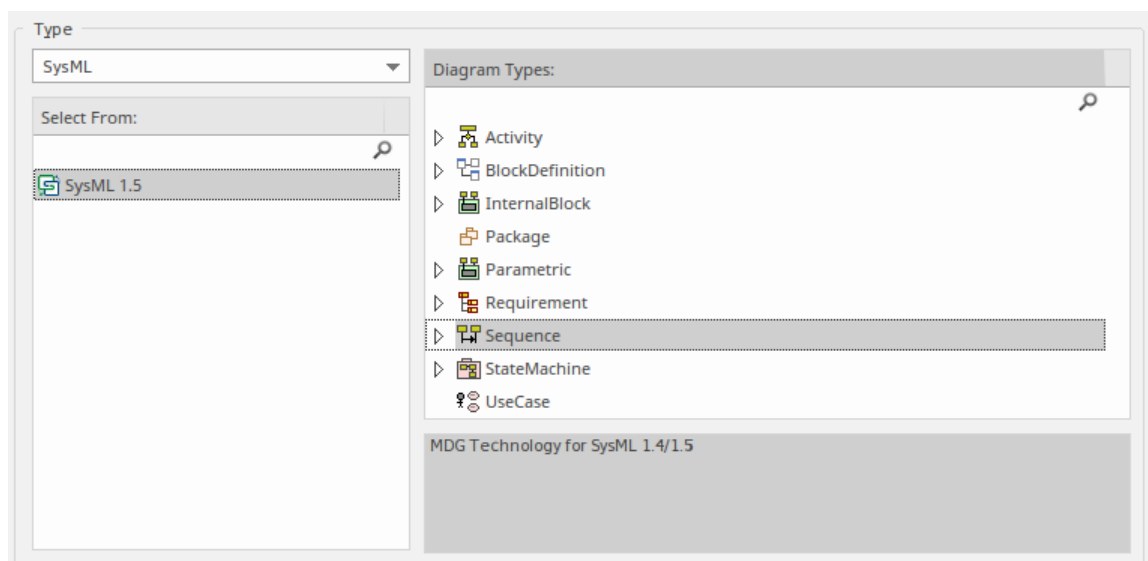 Type
SysML
Select From:
SysML 1.5
Diagram Types:
Activity
BlockDefinition
InternalBlock
Package
Parametric
Requirement
Sequence
StateMachine
UseCase
MDG Technology for SysML 1.4/1.5